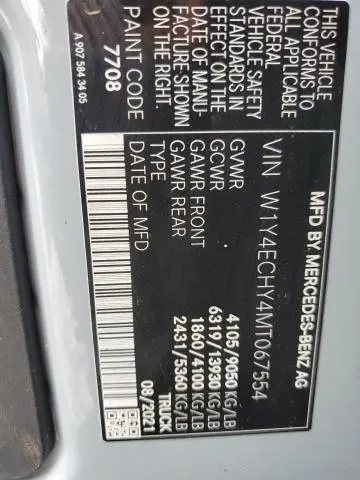 MFD BY. MERCEDES-BENZ AG
VIN W1Y4ECHY4MT067554
GVWR 4105/9050 KG/LB
GCWR 6319/13930 KG/LB
GAWR FRONT 1860/4100 KG/LB
GAWR REAR 2431/5360 KG/LB
TYPE TRUCK
DATE OF MFD 08/2021
THIS VEHICLE
CONFORMS TO
ALL APPLICABLE
FEDERAL
VEHICLE SAFETY
STANDARDS IN
EFFECT ON THE
DATE OF MANU-
FACTURE-SHOWN
ON THE RIGHT.
PAINT CODE
7708
A 907 584 34 05